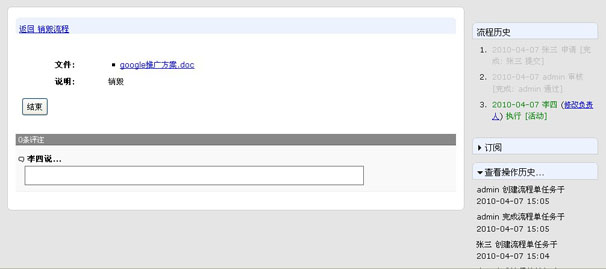 返回 销毁流程
文件: ▪ google推广方案.doc
说明: 销毁
结束
0条评注
李四说...
流程历史
1. 2010-04-07 张三 申请 [完
成: 张三 提交]
2. 2010-04-07 admin 审核
[完成: admin 通过]
3. 2010-04-07 李四 (修改负责
人) 执行 [活动]
订阅
查看操作历史...
admin 创建流程单任务于
2010-04-07 15:05
admin 完成流程单任务于
2010-04-07 15:05
张三 创建流程单任务于
2010-04-07 15:04